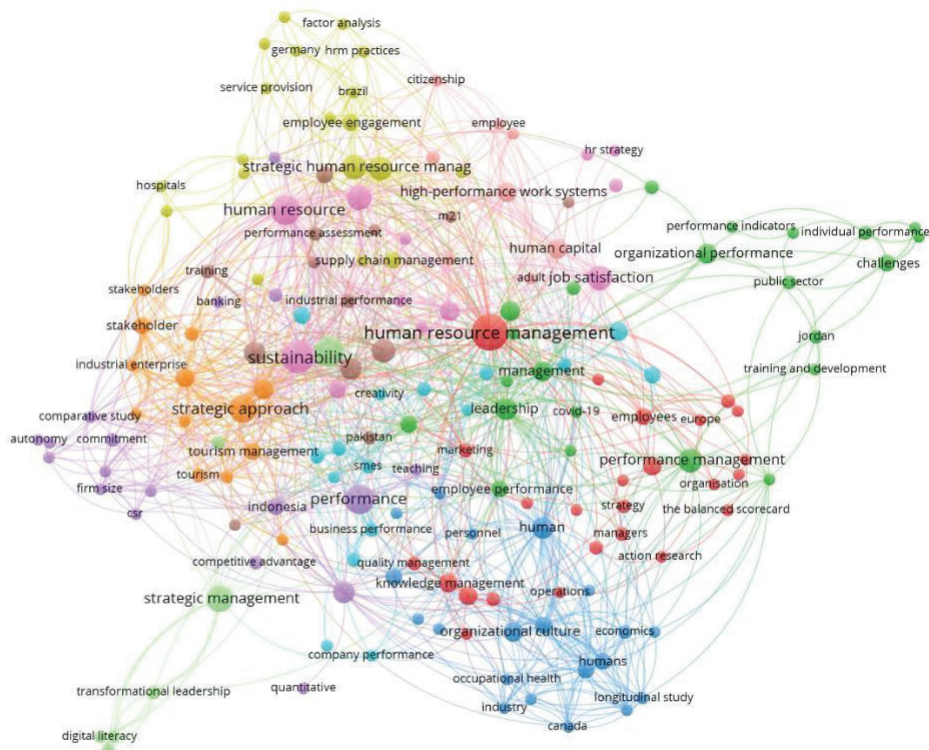 factor analysis
germany
hrm practices
service provision
brazil
citizenship
employee engagement
employee
strategic human resource manag
hr strategy
hospitals
high-performance work systems
human resource
m21
performance indicators
individual performance
performance assessment
human capital
organizational performance
supply chain management
challenges
training
adult
job satisfaction
public sector
stakeholders
banking
industrial performance
stakeholder
human resource management
jordan
sustainability
industrial enterprise
management
training and development
creativity
strategic approach
leadership
covid-19
employees
europe
comparative study
autonomy
commitment
pakistan
tourism management
marketing
smes
teaching
performance management
tourism
organisation
firm size
employee performance
performance
indonesia
strategy
the balanced scorecard
csr
business performance
personnel
human
managers
competitive advantage
quality management
action research
knowledge management
operations
strategic management
organizational culture
economics
company performance
humans
occupational health
transformational leadership
quantitative
longitudinal study
industry
canada
digital literacy